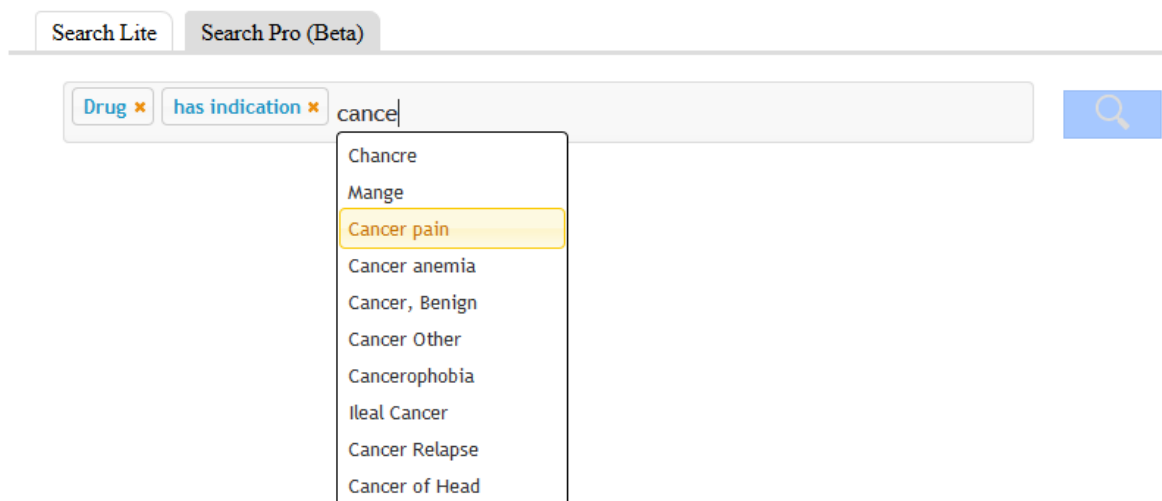 Search Lite Search Pro (Beta)
Drug × has indication × cance
Chancre
Mange
Cancer pain
Cancer anemia
Cancer, Benign
Cancer Other
Cancerophobia
Ileal Cancer
Cancer Relapse
Cancer of Head